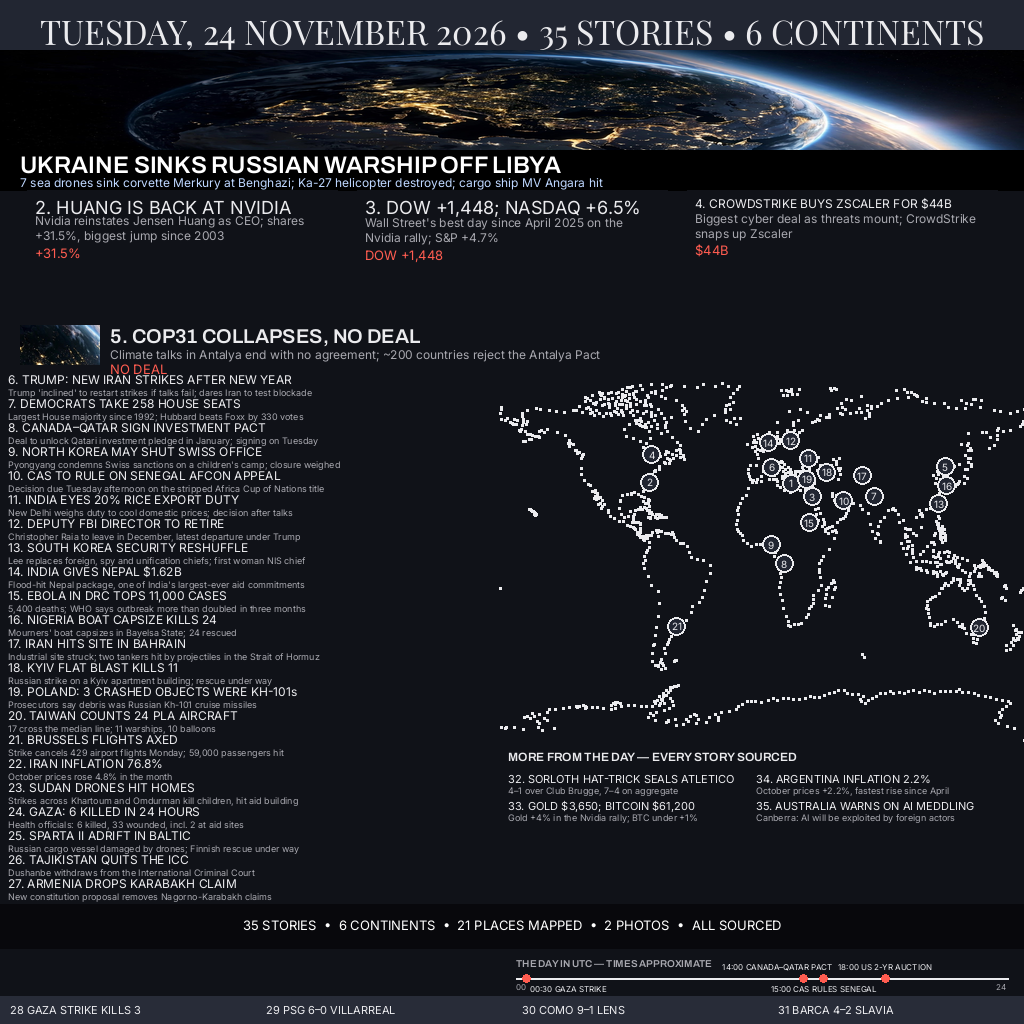 TUESDAY, 24 NOVEMBER 2026 • 35 STORIES • 6 CONTINENTS
UKRAINE SINKS RUSSIAN WARSHIP OFF LIBYA
7 sea drones sink corvette Merkury at Benghazi; Ka-27 helicopter destroyed; cargo ship MV Angara hit
2. HUANG IS BACK AT NVIDIA
Nvidia reinstates Jensen Huang as CEO; shares
+31.5%, biggest jump since 2003
+31.5%
3. DOW +1,448; NASDAQ +6.5%
Wall Street's best day since April 2025 on the
Nvidia rally; S&P +4.7%
DOW +1,448
4. CROWDSTRIKE BUYS ZSCALER FOR $44B
Biggest cyber deal as threats mount; CrowdStrike
snaps up Zscaler
$44B
5. COP31 COLLAPSES, NO DEAL
Climate talks in Antalya end with no agreement; ~200 countries reject the Antalya Pact
NO DEAL
6. TRUMP: NEW IRAN STRIKES AFTER NEW YEAR
Trump 'inclined' to restart strikes if talks fail; dares Iran to test blockade
7. DEMOCRATS TAKE 258 HOUSE SEATS
Largest House majority since 1992; Hubbard beats Foxx by 330 votes
8. CANADA–QATAR SIGN INVESTMENT PACT
Deal to unlock Qatari investment pledged in January; signing on Tuesday
9. NORTH KOREA MAY SHUT SWISS OFFICE
Pyongyang condemns Swiss sanctions on a children's camp; closure weighed
10. CAS TO RULE ON SENEGAL AFCON APPEAL
Decision due Tuesday afternoon on the stripped Africa Cup of Nations title
11. INDIA EYES 20% RICE EXPORT DUTY
New Delhi weighs duty to cool domestic prices; decision after talks
12. DEPUTY FBI DIRECTOR TO RETIRE
Christopher Raia to leave in December, latest departure under Trump
13. SOUTH KOREA SECURITY RESHUFFLE
Lee replaces foreign, spy and unification chiefs; first woman NIS chief
14. INDIA GIVES NEPAL $1.62B
Flood-hit Nepal package, one of India's largest-ever aid commitments
15. EBOLA IN DRC TOPS 11,000 CASES
5,400 deaths; WHO says outbreak more than doubled in three months
16. NIGERIA BOAT CAPSIZE KILLS 24
Mourners' boat capsizes in Bayelsa State; 24 rescued
17. IRAN HITS SITE IN BAHRAIN
Industrial site struck; two tankers hit by projectiles in the Strait of Hormuz
18. KYIV FLAT BLAST KILLS 11
Russian strike on a Kyiv apartment building; rescue under way
19. POLAND: 3 CRASHED OBJECTS WERE KH-101s
Prosecutors say debris was Russian Kh-101 cruise missiles
20. TAIWAN COUNTS 24 PLA AIRCRAFT
17 cross the median line; 11 warships, 10 balloons
21. BRUSSELS FLIGHTS AXED
Strike cancels 429 airport flights Monday; 59,000 passengers hit
22. IRAN INFLATION 76.8%
October prices rose 4.8% in the month
23. SUDAN DRONES HIT HOMES
Strikes across Khartoum and Omdurman kill children, hit aid building
24. GAZA: 6 KILLED IN 24 HOURS
Health officials: 6 killed, 33 wounded, incl. 2 at aid sites
25. SPARTA II ADRIFT IN BALTIC
Russian cargo vessel damaged by drones; Finnish rescue under way
26. TAJIKISTAN QUITS THE ICC
Dushanbe withdraws from the International Criminal Court
27. ARMENIA DROPS KARABAKH CLAIM
New constitution proposal removes Nagorno-Karabakh claims
14 12
4 11
6 18 17 5
2 1 19 16
3 10 7 13
15
9
8
21 20
MORE FROM THE DAY — EVERY STORY SOURCED
32. SORLOTH HAT-TRICK SEALS ATLETICO
4–1 over Club Brugge, 7–4 on aggregate
34. ARGENTINA INFLATION 2.2%
October prices +2.2%, fastest rise since April
33. GOLD $3,650; BITCOIN $61,200
Gold +4% in the Nvidia rally; BTC under +1%
35. AUSTRALIA WARNS ON AI MEDDLING
Canberra: AI will be exploited by foreign actors
35 STORIES • 6 CONTINENTS • 21 PLACES MAPPED • 2 PHOTOS • ALL SOURCED
THE DAY IN UTC — TIMES APPROXIMATE
14:00 CANADA–QATAR PACT 18:00 US 2-YR AUCTION
00 00:30 GAZA STRIKE 15:00 CAS RULES SENEGAL 24
28 GAZA STRIKE KILLS 3 29 PSG 6–0 VILLARREAL 30 COMO 9–1 LENS 31 BARCA 4–2 SLAVIA